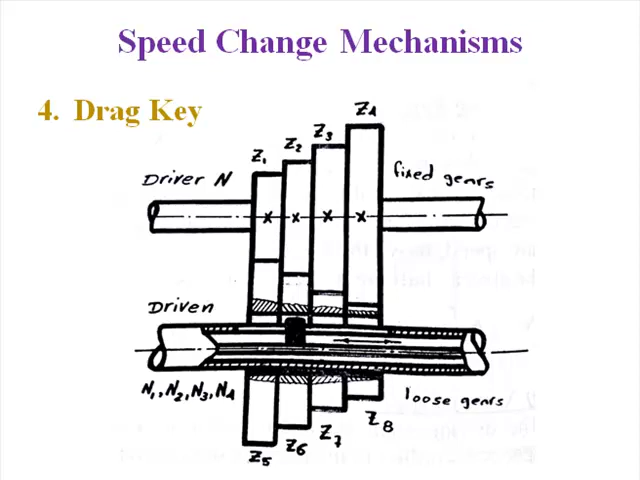 Speed Change Mechanisms
4. Drag Key
Z4
Z3
Z2
Z1
Driver N
fixed gears
Driven
N1, N2, N3, N4
loose gears
Z8
Z7
Z6
Z5